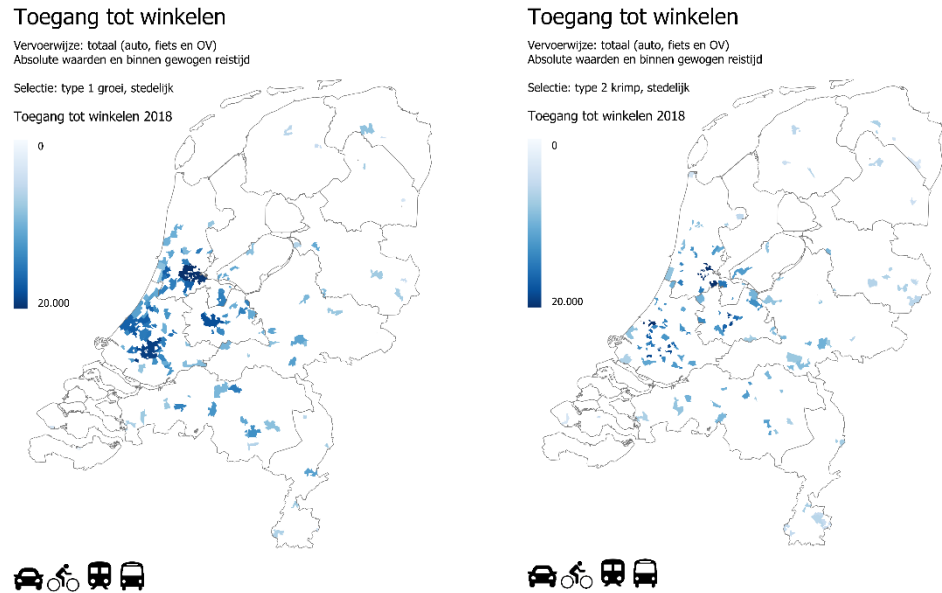 Toegang tot winkelen
Vervoerwijze: totaal (auto, fiets en OV)
Absolute waarden en binnen gewogen reistijd
Selectie: type 1 groei, stedelijk
Toegang tot winkelen 2018
0
20.000
Toegang tot winkelen
Vervoerwijze: totaal (auto, fiets en OV)
Absolute waarden en binnen gewogen reistijd
Selectie: type 2 krimp, stedelijk
Toegang tot winkelen 2018
0
20.000